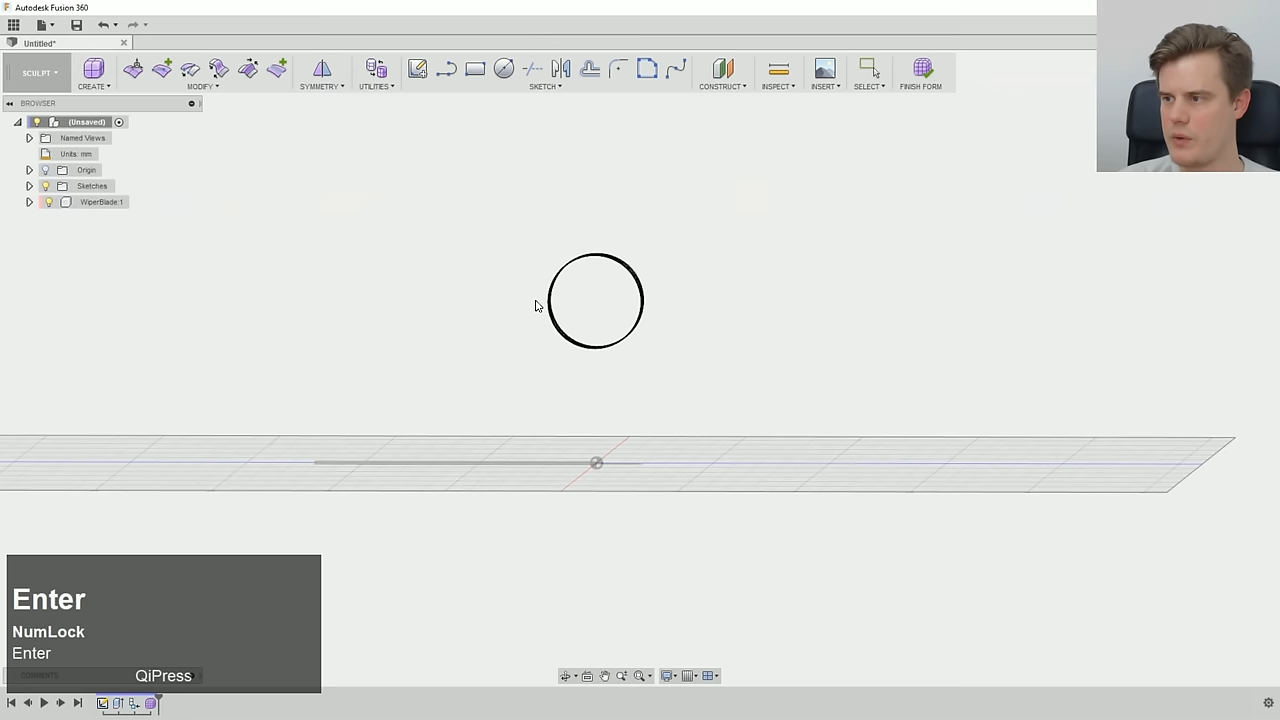 Autodesk Fusion 360
Untitled*
SCULPT
CREATE
MODIFY
SYMMETRY
UTILITIES
SKETCH
CONSTRUCT
INSPECT
INSERT
SELECT
FINISH FORM
BROWSER
(Unsaved)
Named Views
Units: mm
Origin
Sketches
WiperBlade:1
Enter
NumLock
Enter
QiPress
COMMENTS